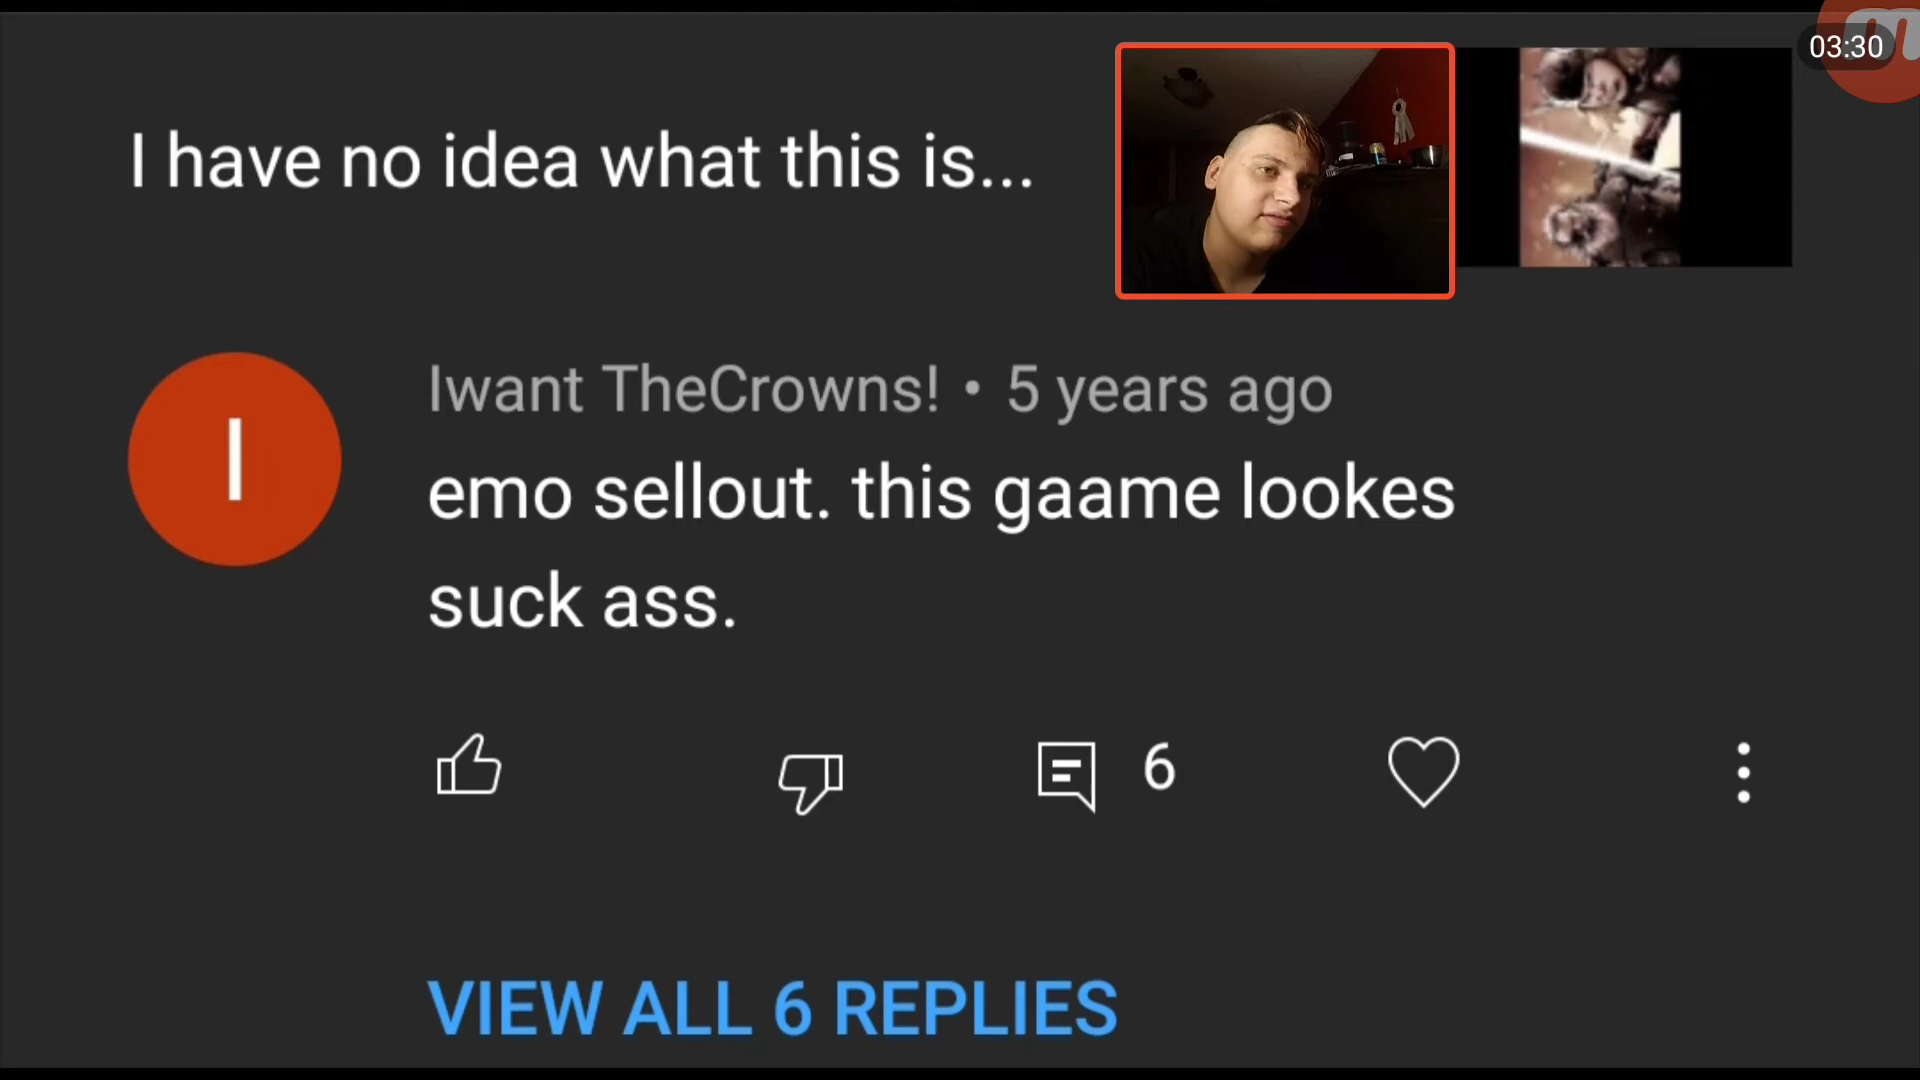 03:30
I have no idea what this is...
Iwant TheCrowns! • 5 years ago
I
emo sellout. this gaame lookes
suck ass.
6
VIEW ALL 6 REPLIES